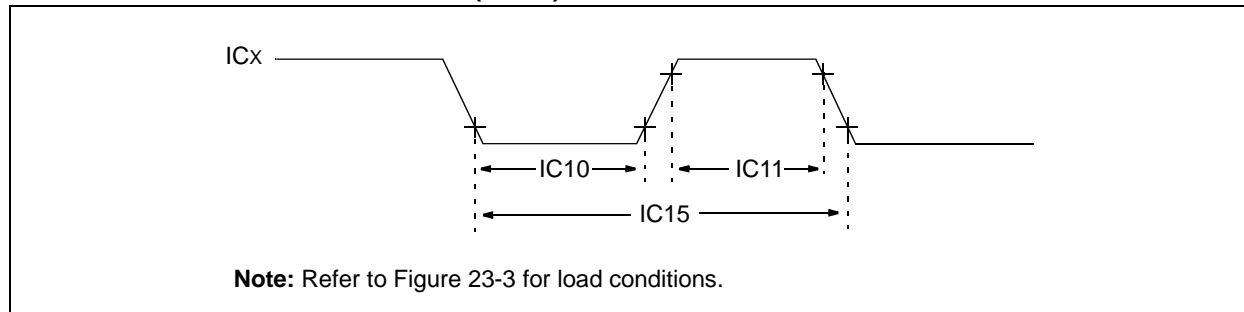 ICx
IC10
IC11
IC15
Note: Refer to Figure 23-3 for load conditions.